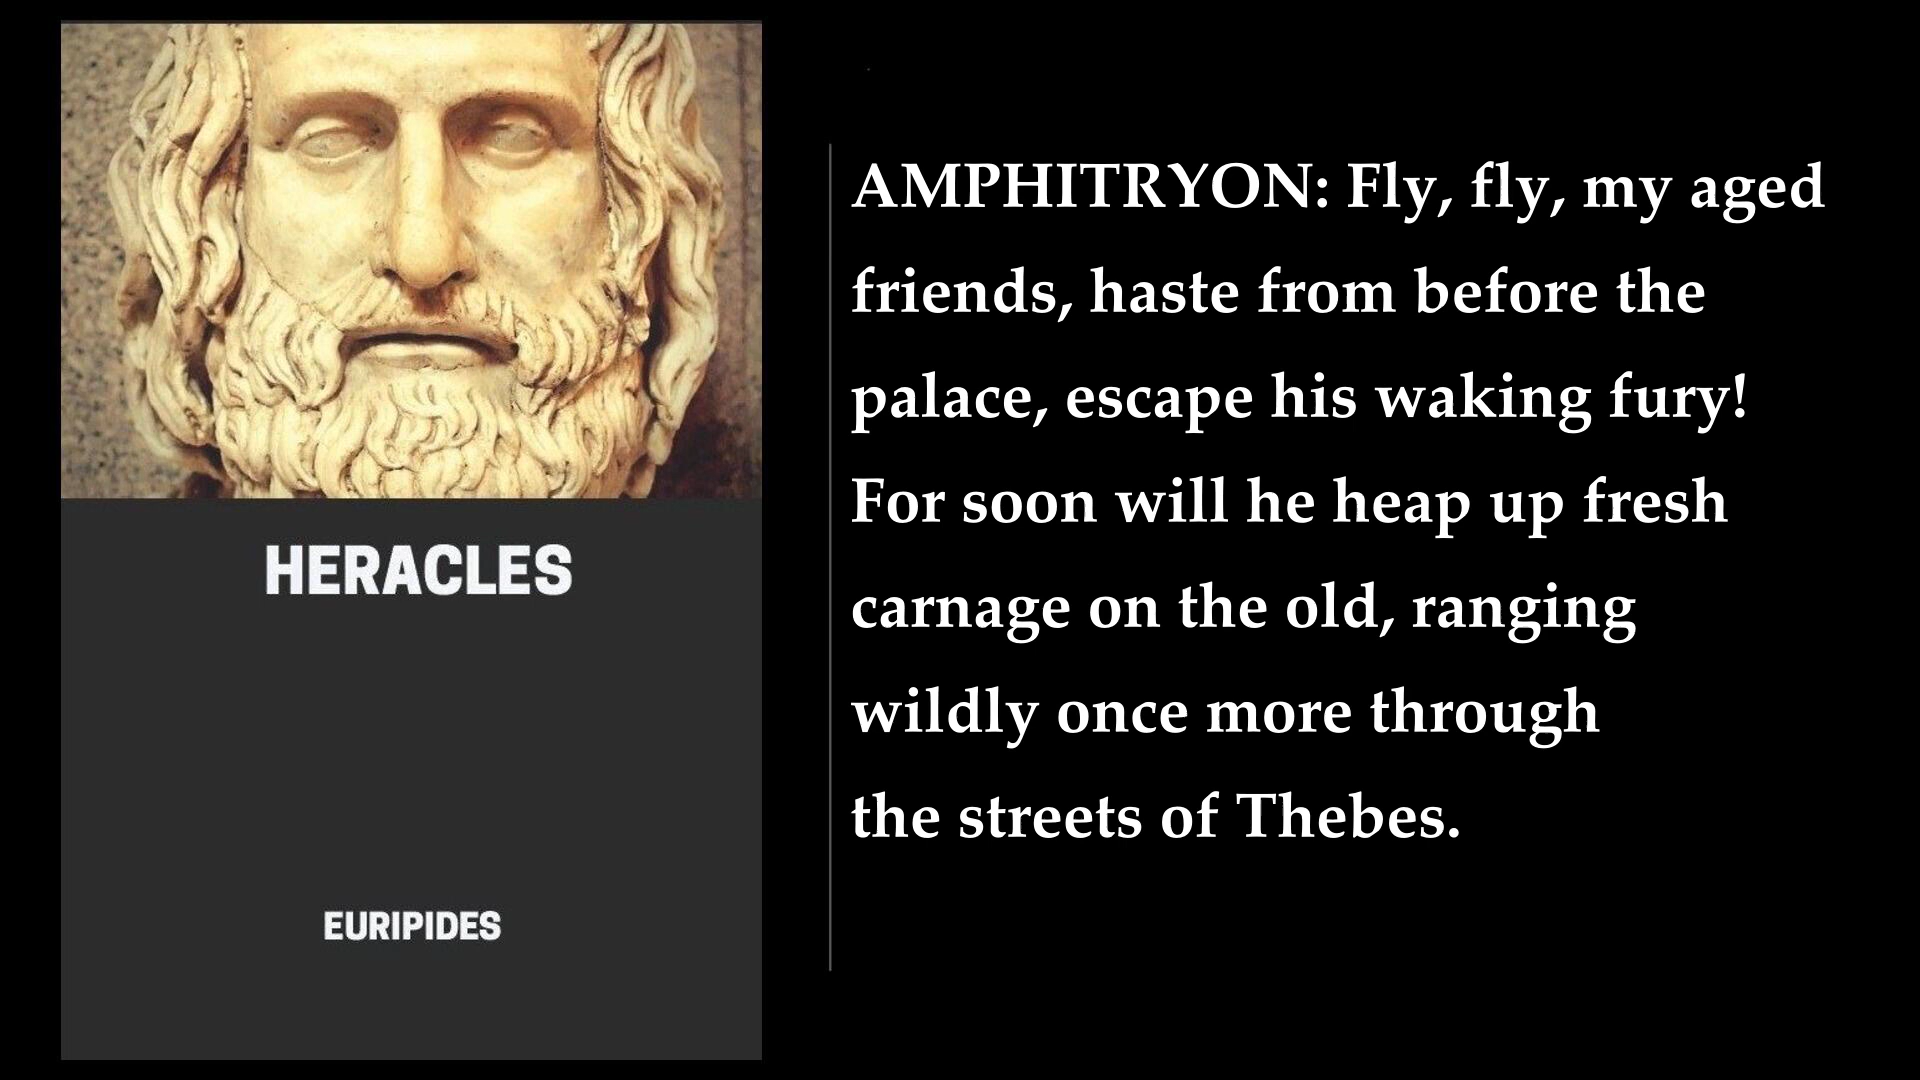 HERACLES
EURIPIDES
AMPHITRYON: Fly, fly, my aged
friends, haste from before the
palace, escape his waking fury!
For soon will he heap up fresh
carnage on the old, ranging
wildly once more through
the streets of Thebes.